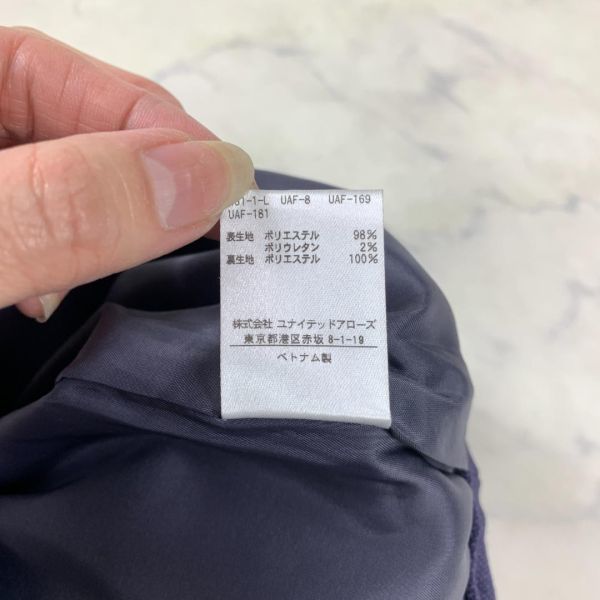 UAF-8 UAF-169
UAF-181
表生地 ポリエステル 98%
ポリウレタン 2%
裏生地 ポリエステル 100%
株式会社 ユナイテッドアローズ
東京都港区赤坂 8-1-19
ベトナム製